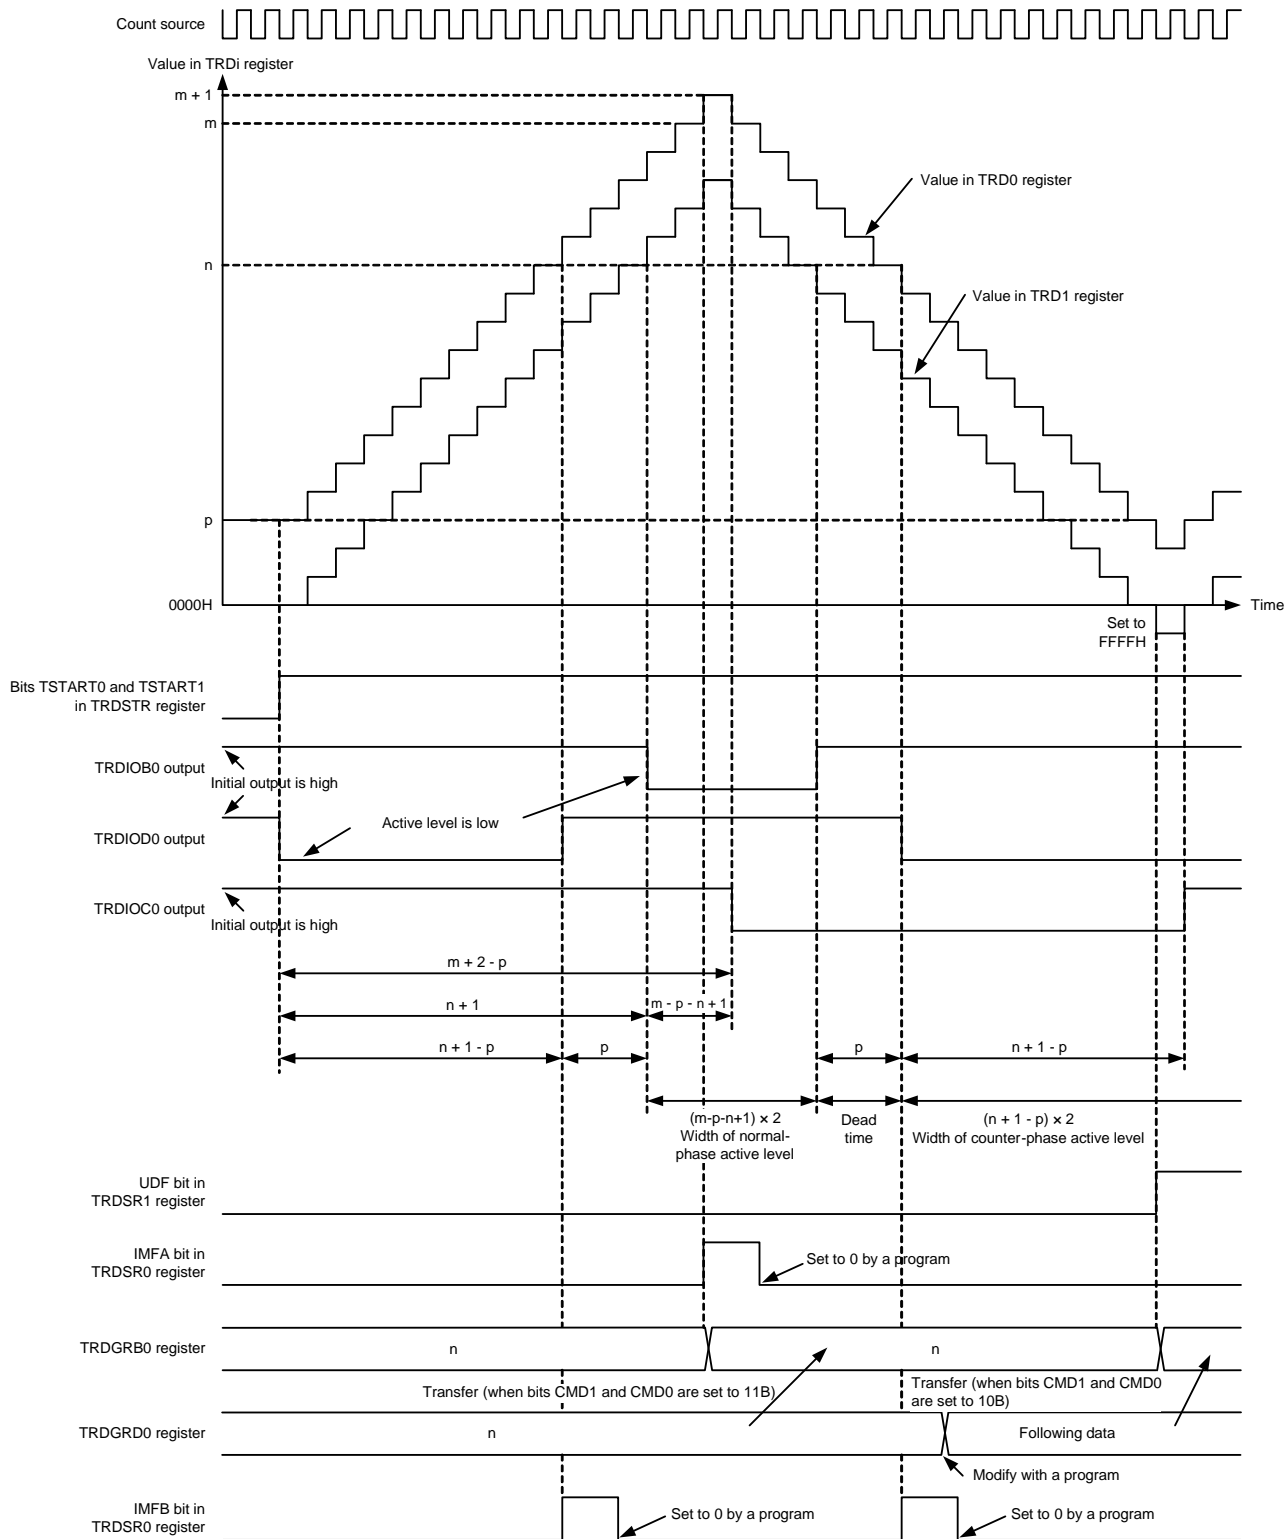 Count source
Value in TRDi register
m + 1
m
Value in TRD0 register
n
Value in TRD1 register
p
0000H
Time
Set to
FFFFH
Bits TSTART0 and TSTART1
in TRDSTR register
TRDIOB0 output
Initial output is high
Active level is low
TRDIOD0 output
TRDIOC0 output
Initial output is high
m + 2 - p
n + 1
m - p - n + 1
n + 1 - p
p
p
n + 1 - p
(m-p-n+1) × 2
Width of normal-
phase active level
Dead
time
(n + 1 - p) × 2
Width of counter-phase active level
UDF bit in
TRDSR1 register
IMFA bit in
TRDSR0 register
Set to 0 by a program
TRDGRB0 register
n
n
Transfer (when bits CMD1 and CMD0 are set to 11B)
Transfer (when bits CMD1 and CMD0
are set to 10B)
TRDGRD0 register
n
Following data
Modify with a program
IMFB bit in
TRDSR0 register
Set to 0 by a program
Set to 0 by a program